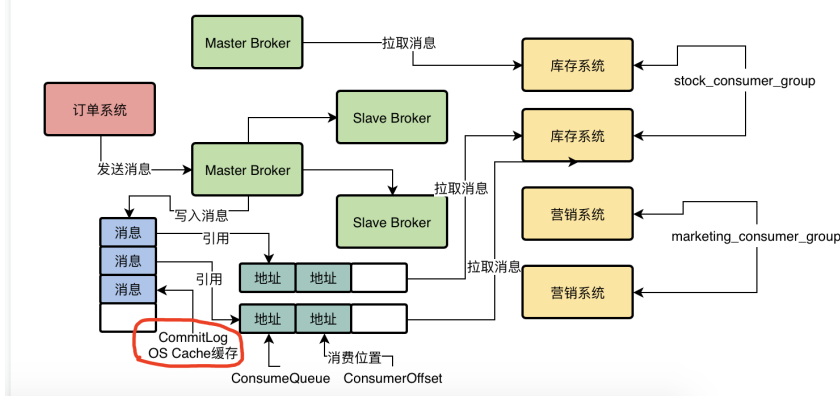 Master Broker
拉取消息
库存系统
stock_consumer_group
订单系统
Slave Broker
库存系统
发送消息
Master Broker
拉取消息
写入消息
Slave Broker
营销系统
marketing_consumer_group
消息
引用
消息
引用
地址
地址
拉取消息
消息
营销系统
地址
地址
CommitLog
OS Cache缓存
消费位置
ConsumeQueue
ConsumerOffset